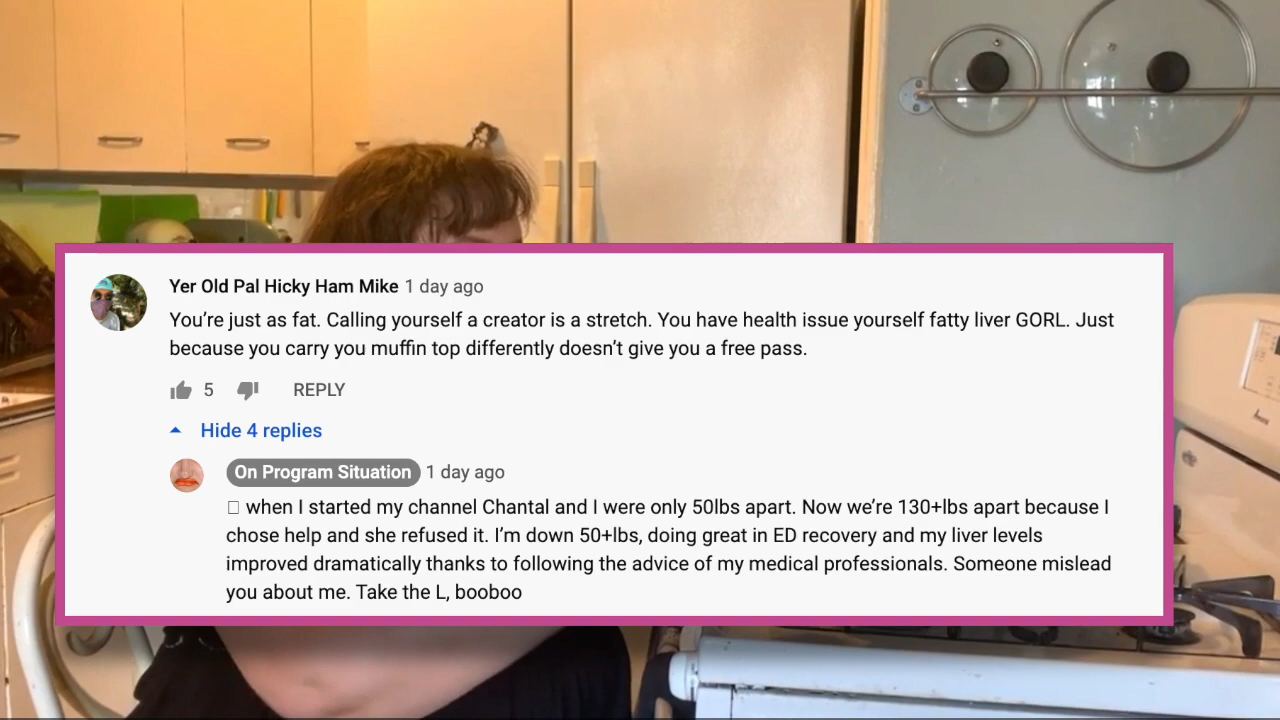 Yer Old Pal Hicky Ham Mike 1 day ago
You’re just as fat. Calling yourself a creator is a stretch. You have health issue yourself fatty liver GORL. Just
because you carry you muffin top differently doesn’t give you a free pass.
5 REPLY
Hide 4 replies
On Program Situation 1 day ago
□ when I started my channel Chantal and I were only 50lbs apart. Now we’re 130+lbs apart because I
chose help and she refused it. I’m down 50+lbs, doing great in ED recovery and my liver levels
improved dramatically thanks to following the advice of my medical professionals. Someone mislead
you about me. Take the L, booboo